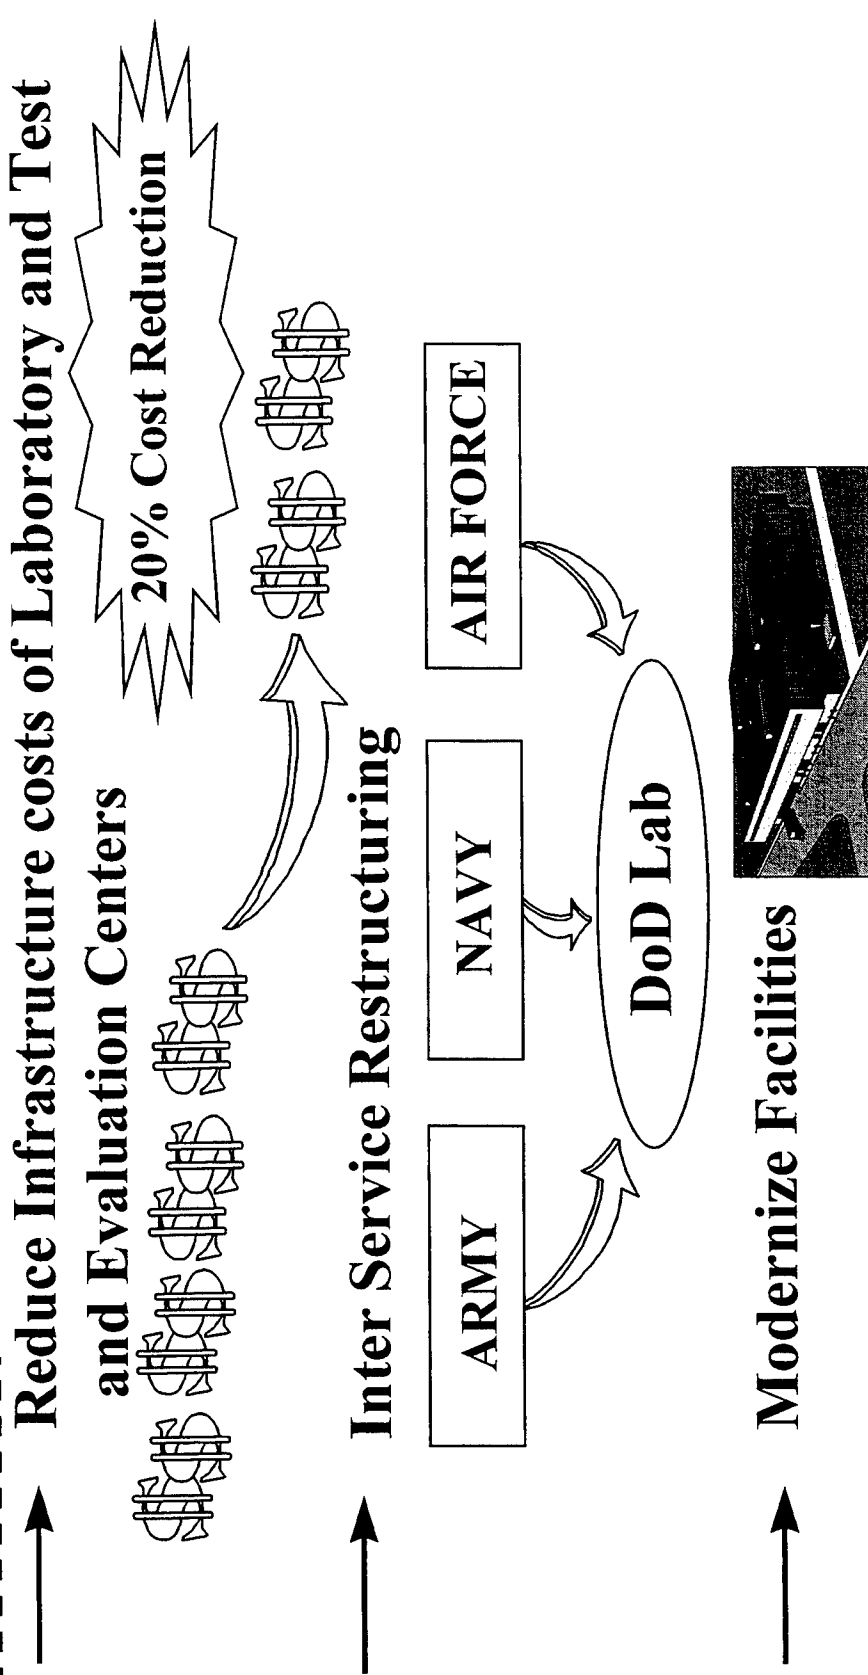 Reduce Infrastructure costs of Laboratory and Test
and Evaluation Centers
20% Cost Reduction
Inter Service Restructuring
ARMY
NAVY
AIR FORCE
DoD Lab
Modernize Facilities